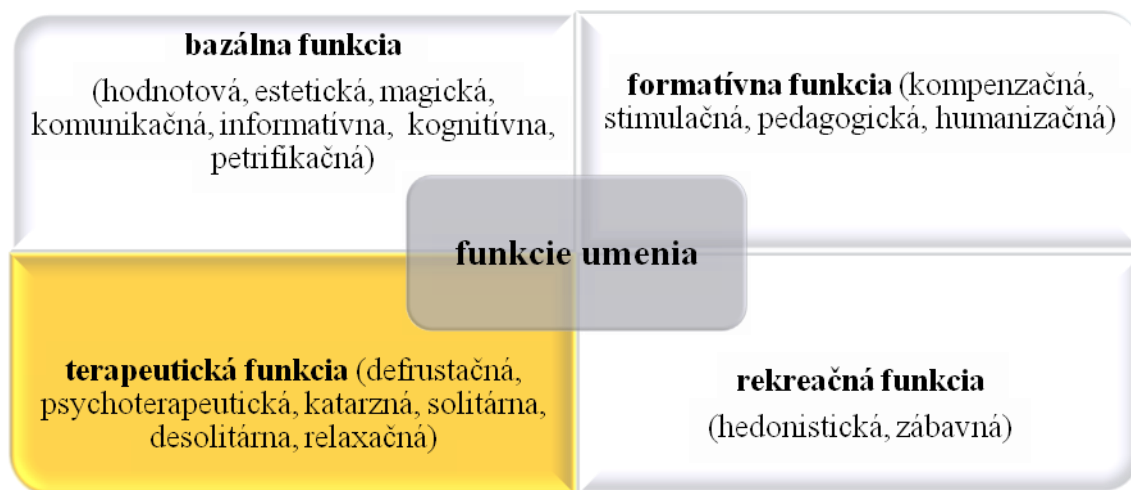 bazálna funkcia
(hodnotová, estetická, magická,
komunikačná, informatívna, kognitívna,
petrifikačná)
formatívna funkcia (kompenzačná,
stimulačná, pedagogická, humanizačná)
funkcie umenia
terapeutická funkcia (defrustačná,
psychoterapeutická, katarzná, solitárna,
desolitárna, relaxačná)
rekreačná funkcia
(hedonistická, zábavná)